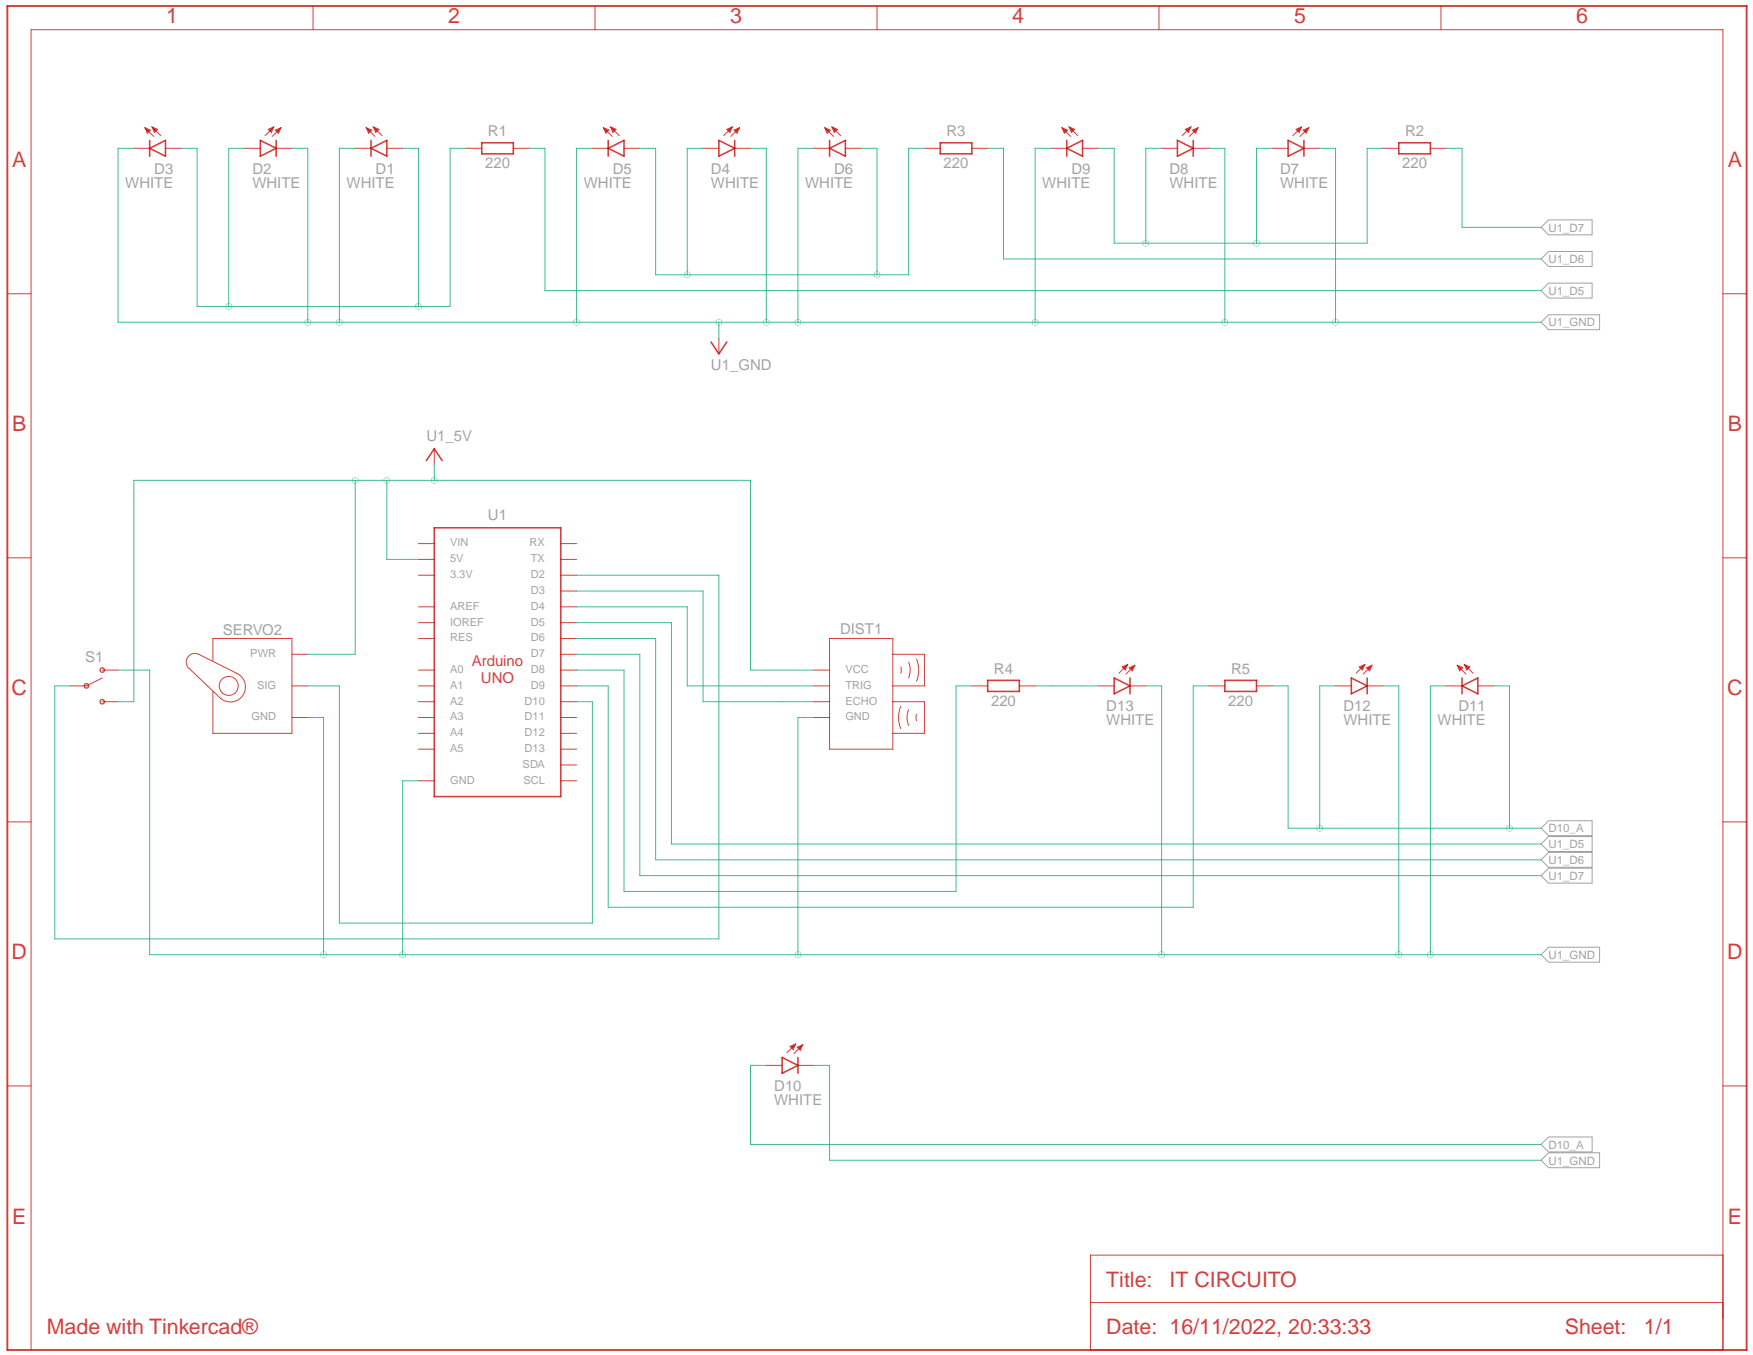 1 2 3 4 5 6
A A
D3 WHITE
D2 WHITE
D1 WHITE
R1 220
D5 WHITE
D4 WHITE
D6 WHITE
R3 220
D9 WHITE
D8 WHITE
D7 WHITE
R2 220
U1_D7
U1_D6
U1_D5
U1_GND
U1_GND
B B
U1_5V
U1
VIN RX
5V TX
3.3V D2
D3
AREF D4
IOREF D5
RES D6
D7
A0 D8
A1 D9
A2 D10
A3 D11
A4 D12
A5 D13
SDA
GND SCL
Arduino
UNO
C C
S1
SERVO2
PWR
SIG
GND
DIST1
VCC
TRIG
ECHO
GND
R4 220
D13 WHITE
R5 220
D12 WHITE
D11 WHITE
D10_A
U1_D5
U1_D6
U1_D7
D D
U1_GND
D10 WHITE
D10_A
U1_GND
E E
Title: IT CIRCUITO
Made with Tinkercad®
Date: 16/11/2022, 20:33:33 Sheet: 1/1